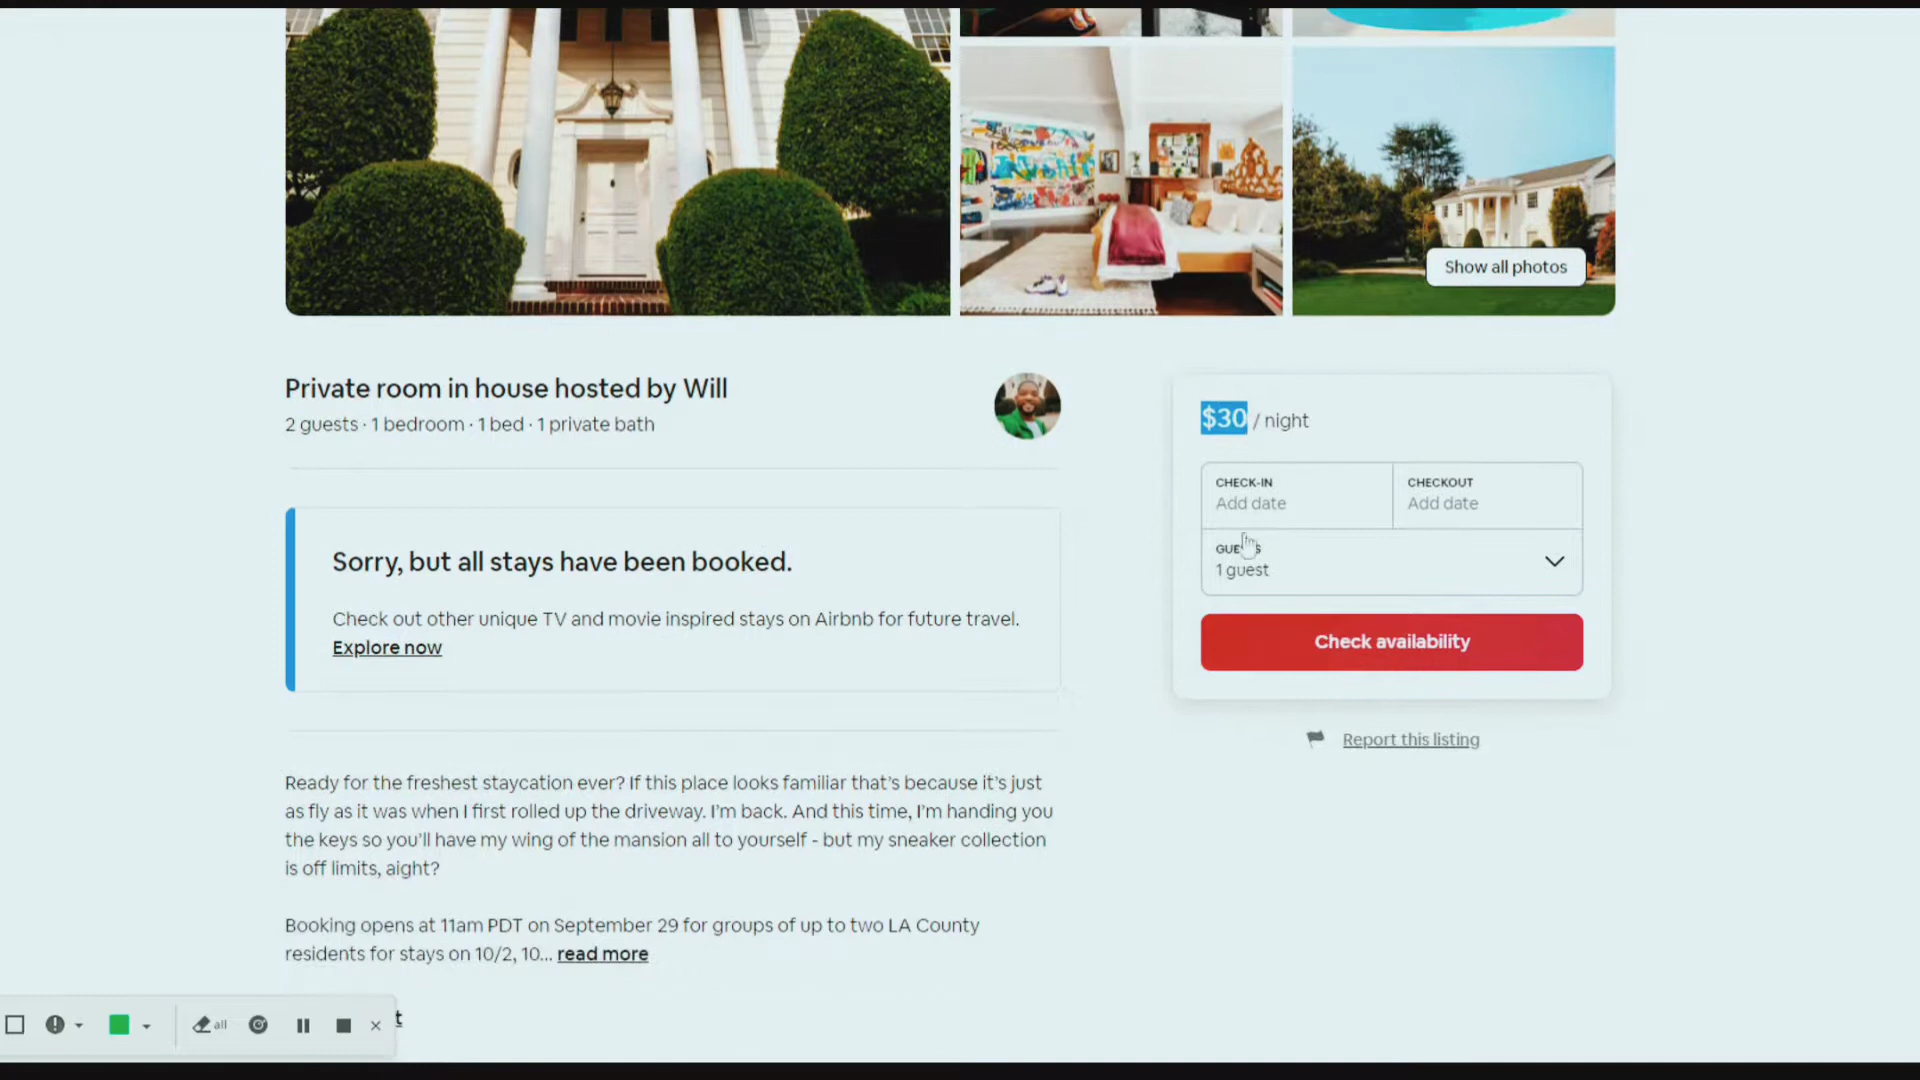 Show all photos
Private room in house hosted by Will
2 guests · 1 bedroom · 1 bed · 1 private bath
$30 / night
CHECK-IN
Add date
CHECKOUT
Add date
1 guest
Check availability
Report this listing
Sorry, but all stays have been booked.
Check out other unique TV and movie inspired stays on Airbnb for future travel.
Explore now
Ready for the freshest staycation ever? If this place looks familiar that's because it's just
as fly as it was when I first rolled up the driveway. I'm back. And this time, I'm handing you
the keys so you'll have my wing of the mansion all to yourself - but my sneaker collection
is off limits, aight?
Booking opens at 11am PDT on September 29 for groups of up to two LA County
residents for stays on 10/2, 10... read more
all